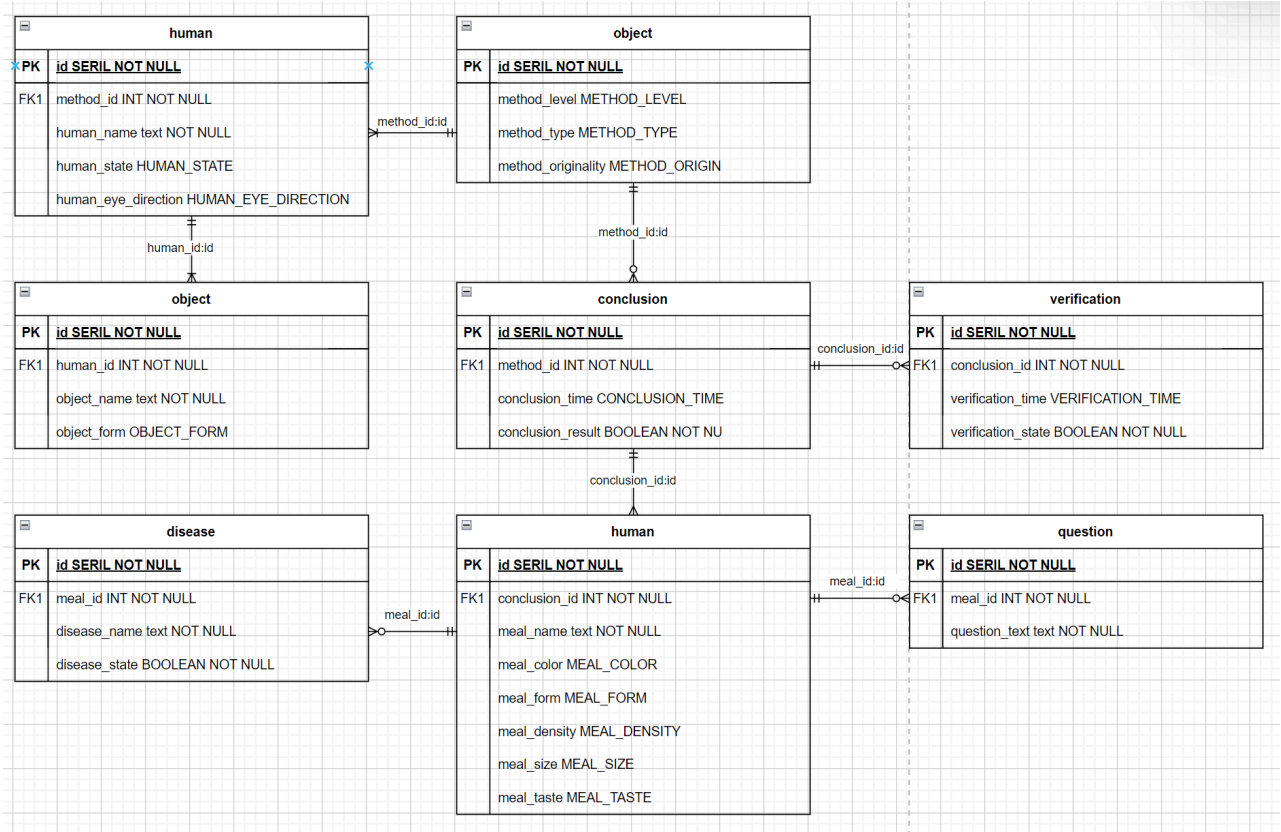 human
PK id SERIL NOT NULL
FK1 method_id INT NOT NULL
human_name text NOT NULL
human_state HUMAN_STATE
human_eye_direction HUMAN_EYE_DIRECTION
method_id:id
object
PK id SERIL NOT NULL
method_level METHOD_LEVEL
method_type METHOD_TYPE
method_originality METHOD_ORIGIN
human_id:id
method_id:id
object
PK id SERIL NOT NULL
FK1 human_id INT NOT NULL
object_name text NOT NULL
object_form OBJECT_FORM
conclusion
PK id SERIL NOT NULL
FK1 method_id INT NOT NULL
conclusion_time CONCLUSION_TIME
conclusion_result BOOLEAN NOT NU
conclusion_id:id
verification
PK id SERIL NOT NULL
FK1 conclusion_id INT NOT NULL
verification_time VERIFICATION_TIME
verification_state BOOLEAN NOT NULL
conclusion_id:id
disease
PK id SERIL NOT NULL
FK1 meal_id INT NOT NULL
disease_name text NOT NULL
disease_state BOOLEAN NOT NULL
meal_id:id
human
PK id SERIL NOT NULL
FK1 conclusion_id INT NOT NULL
meal_name text NOT NULL
meal_color MEAL_COLOR
meal_form MEAL_FORM
meal_density MEAL_DENSITY
meal_size MEAL_SIZE
meal_taste MEAL_TASTE
meal_id:id
question
PK id SERIL NOT NULL
FK1 meal_id INT NOT NULL
question_text text NOT NULL